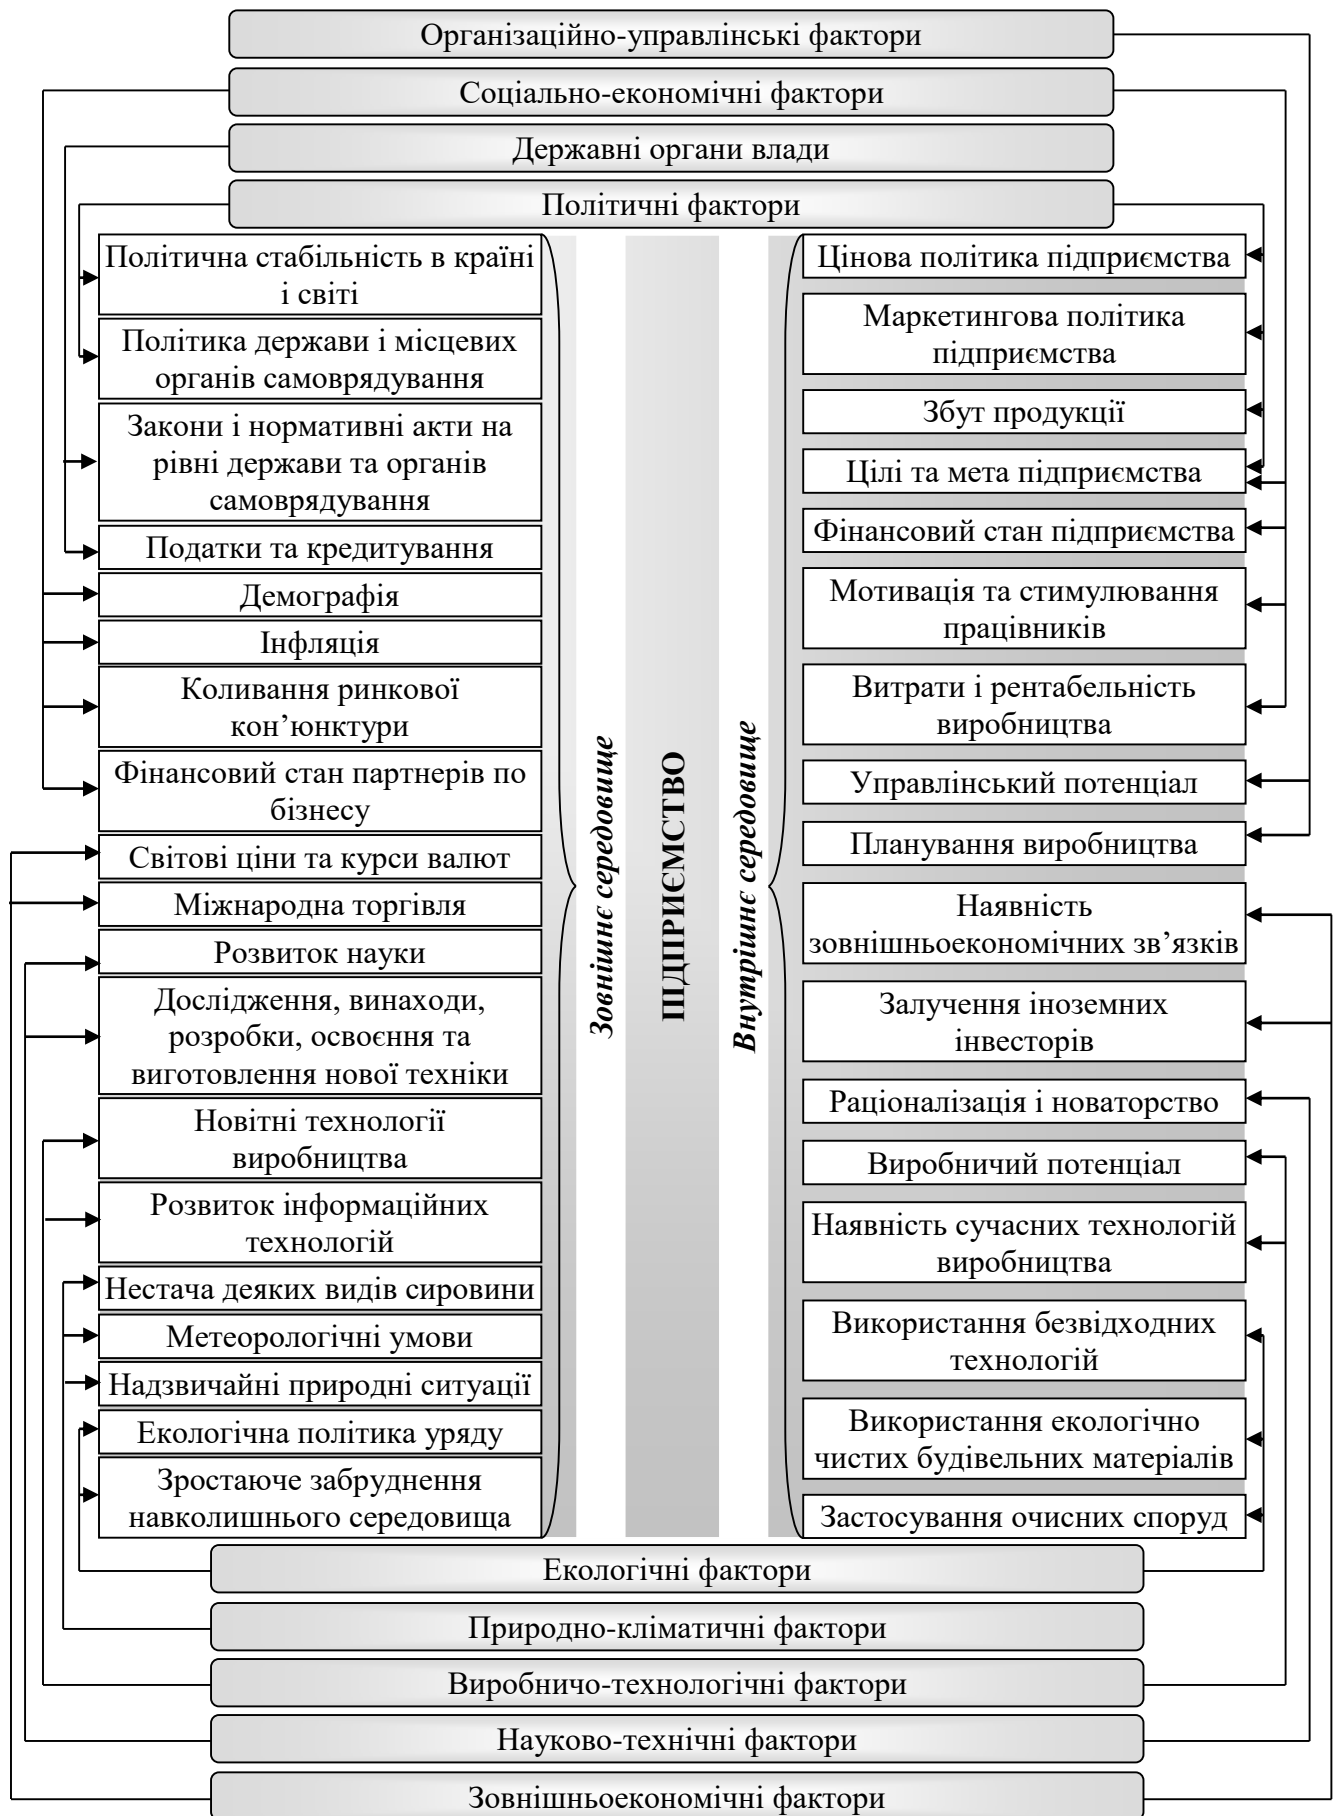 Організаційно-управлінські фактори
Соціально-економічні фактори
Державні органи влади
Політичні фактори
Політична стабільність в країні
і світі
Політика держави і місцевих
органів самоврядування
Закони і нормативні акти на
рівні держави та органів
самоврядування
Податки та кредитування
Демографія
Інфляція
Коливання ринкової
кон’юнктури
Фінансовий стан партнерів по
бізнесу
Світові ціни та курси валют
Міжнародна торгівля
Розвиток науки
Дослідження, винаходи,
розробки, освоєння та
виготовлення нової техніки
Новітні технології
виробництва
Розвиток інформаційних
технологій
Нестача деяких видів сировини
Метеорологічні умови
Надзвичайні природні ситуації
Екологічна політика уряду
Зростаюче забруднення
навколишнього середовища
Зовнішнє середовище
ПІДПРИЄМСТВО
Внутрішнє середовище
Цінова політика підприємства
Маркетингова політика
підприємства
Збут продукції
Цілі та мета підприємства
Фінансовий стан підприємства
Мотивація та стимулювання
працівників
Витрати і рентабельність
виробництва
Управлінський потенціал
Планування виробництва
Наявність
зовнішньоекономічних зв’язків
Залучення іноземних
інвесторів
Раціоналізація і новаторство
Виробничий потенціал
Наявність сучасних технологій
виробництва
Використання безвідходних
технологій
Використання екологічно
чистих будівельних матеріалів
Застосування очисних споруд
Екологічні фактори
Природно-кліматичні фактори
Виробничо-технологічні фактори
Науково-технічні фактори
Зовнішньоекономічні фактори